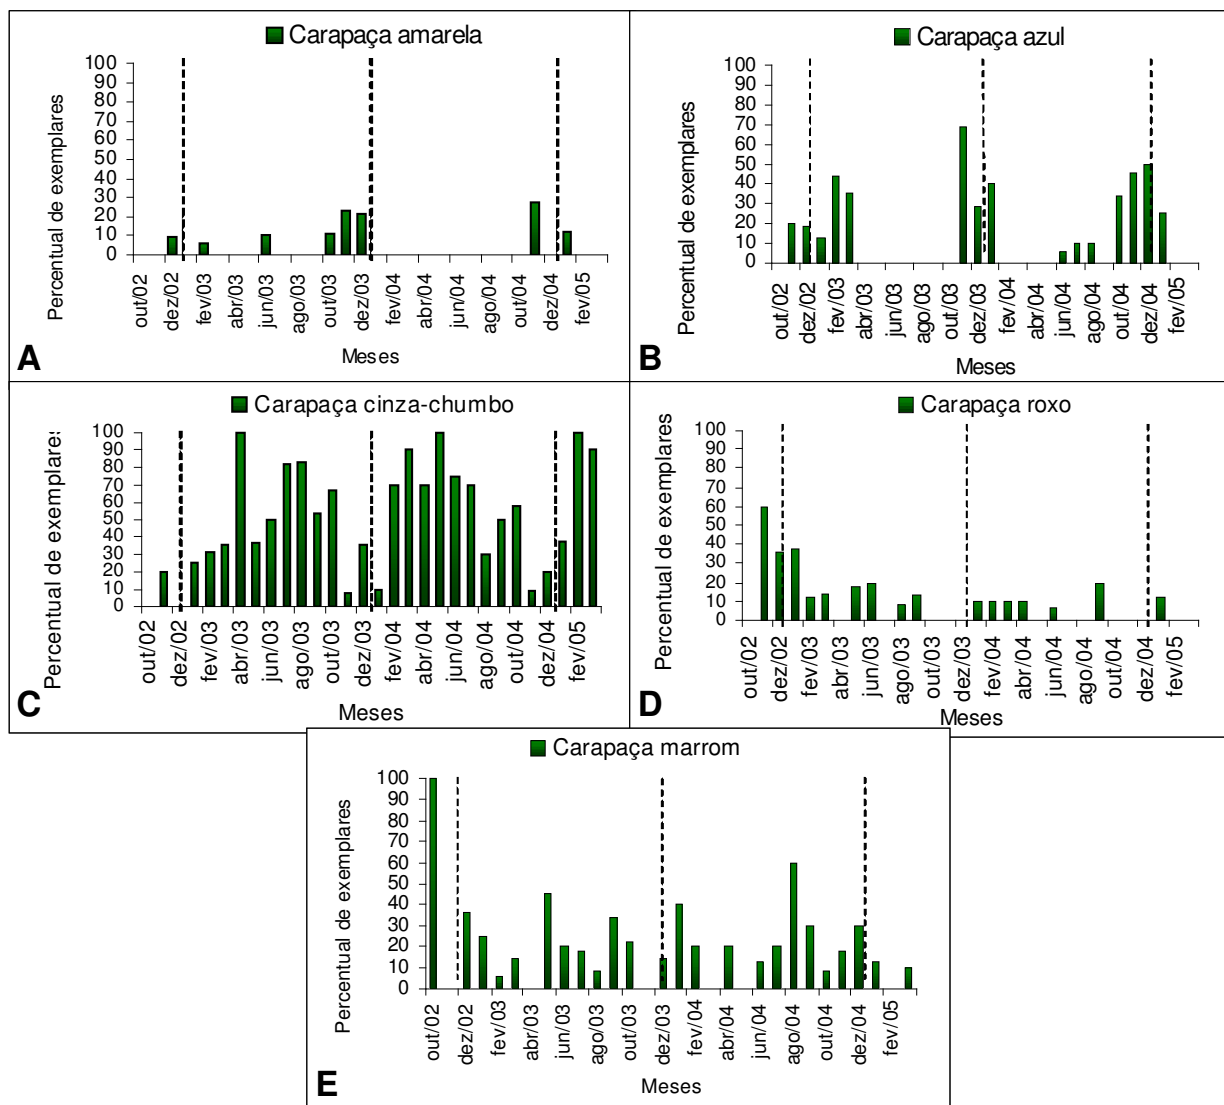 Carapaça amarela
Percentual de exemplares
100
90
80
70
60
50
40
30
20
10
0
out/02 dez/02 fev/03 abr/03 jun/03 ago/03 out/03 dez/03 fev/04 abr/04 jun/04 ago/04 out/04 dez/04 fev/05
Meses
A
Carapaça azul
Percentual de exemplares
100
90
80
70
60
50
40
30
20
10
0
out/02 dez/02 fev/03 abr/03 jun/03 ago/03 out/03 dez/03 fev/04 abr/04 jun/04 ago/04 out/04 dez/04 fev/05
Meses
B
Carapaça cinza-chumbo
Percentual de exemplares
100
90
80
70
60
50
40
30
20
10
0
out/02 dez/02 fev/03 abr/03 jun/03 ago/03 out/03 dez/03 fev/04 abr/04 jun/04 ago/04 out/04 dez/04 fev/05
Meses
C
Carapaça roxo
Percentual de exemplares
100
90
80
70
60
50
40
30
20
10
0
out/02 dez/02 fev/03 abr/03 jun/03 ago/03 out/03 dez/03 fev/04 abr/04 jun/04 ago/04 out/04 dez/04 fev/05
Meses
D
Carapaça marrom
Percentual de exemplares
100
90
80
70
60
50
40
30
20
10
0
out/02 dez/02 fev/03 abr/03 jun/03 ago/03 out/03 dez/03 fev/04 abr/04 jun/04 ago/04 out/04 dez/04 fev/05
Meses
E